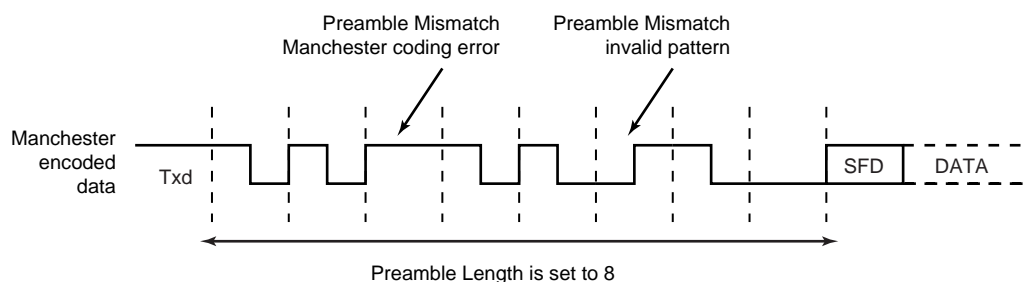 Preamble Mismatch
Manchester coding error
Preamble Mismatch
invalid pattern
Manchester
encoded
data
Txd
SFD
DATA
Preamble Length is set to 8